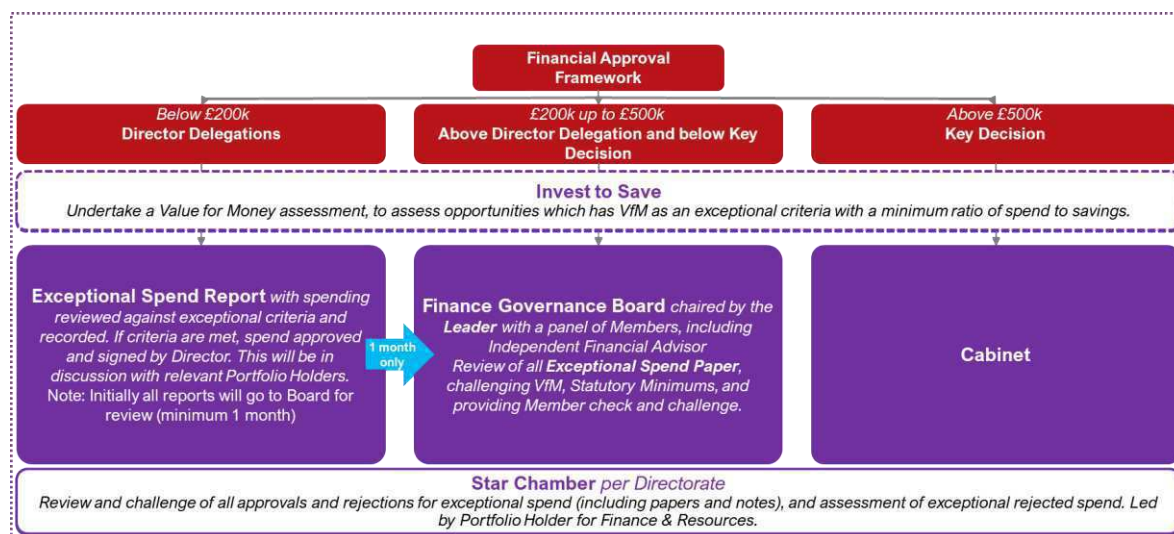 Financial Approval
Framework
Below £200k
Director Delegations
£200k up to £500k
Above Director Delegation and below Key
Decision
Above £500k
Key Decision
Invest to Save
Undertake a Value for Money assessment, to assess opportunities which has VfM as an exceptional criteria with a minimum ratio of spend to savings.
Exceptional Spend Report with spending
reviewed against exceptional criteria and
recorded. If criteria are met, spend approved
and signed by Director. This will be in
discussion with relevant Portfolio Holders.
Note: Initially all reports will go to Board for
review (minimum 1 month)
1 month
only
Finance Governance Board chaired by the
Leader with a panel of Members, including
Independent Financial Advisor
Review of all Exceptional Spend Paper,
challenging VfM, Statutory Minimums, and
providing Member check and challenge.
Cabinet
Star Chamber per Directorate
Review and challenge of all approvals and rejections for exceptional spend (including papers and notes), and assessment of exceptional rejected spend. Led
by Portfolio Holder for Finance & Resources.